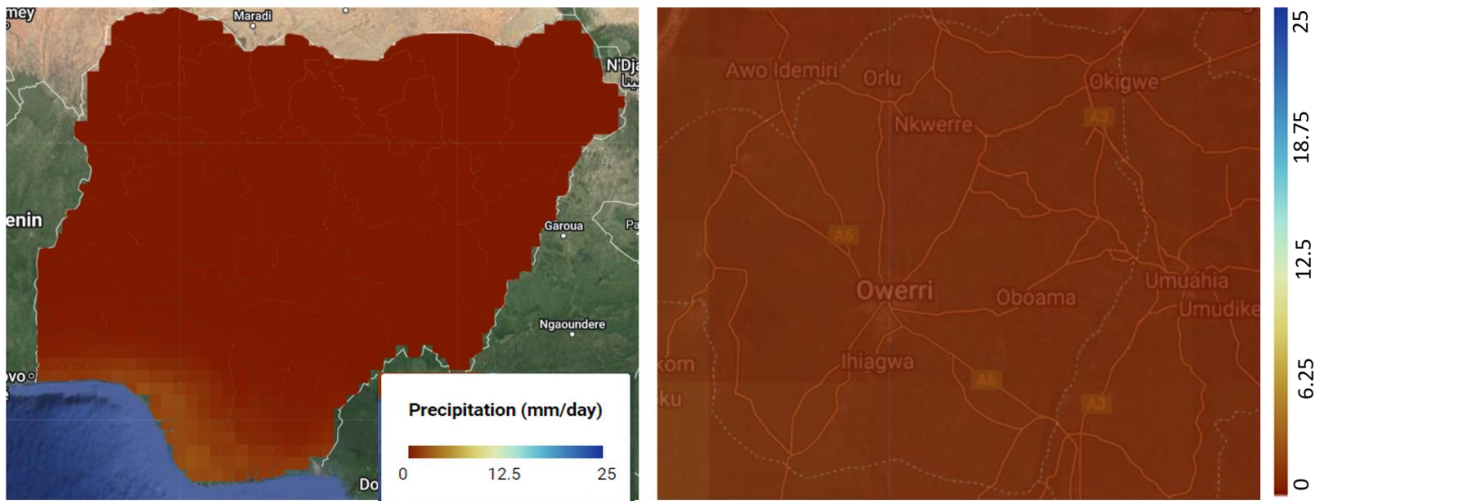 mey
Maradi
N'Dja
enin
Garoua
Pa
Ngaoundere
ovo
Do
Precipitation (mm/day)
0 12.5 25
Awo Idemiri
Orlu
Okigwe
A3
Nkwerre
A6
Owerri
Umuahia
Oboama
Umudike
Ihiagwa
kom
A6
ku
A3
25
18.75
12.5
6.25
0